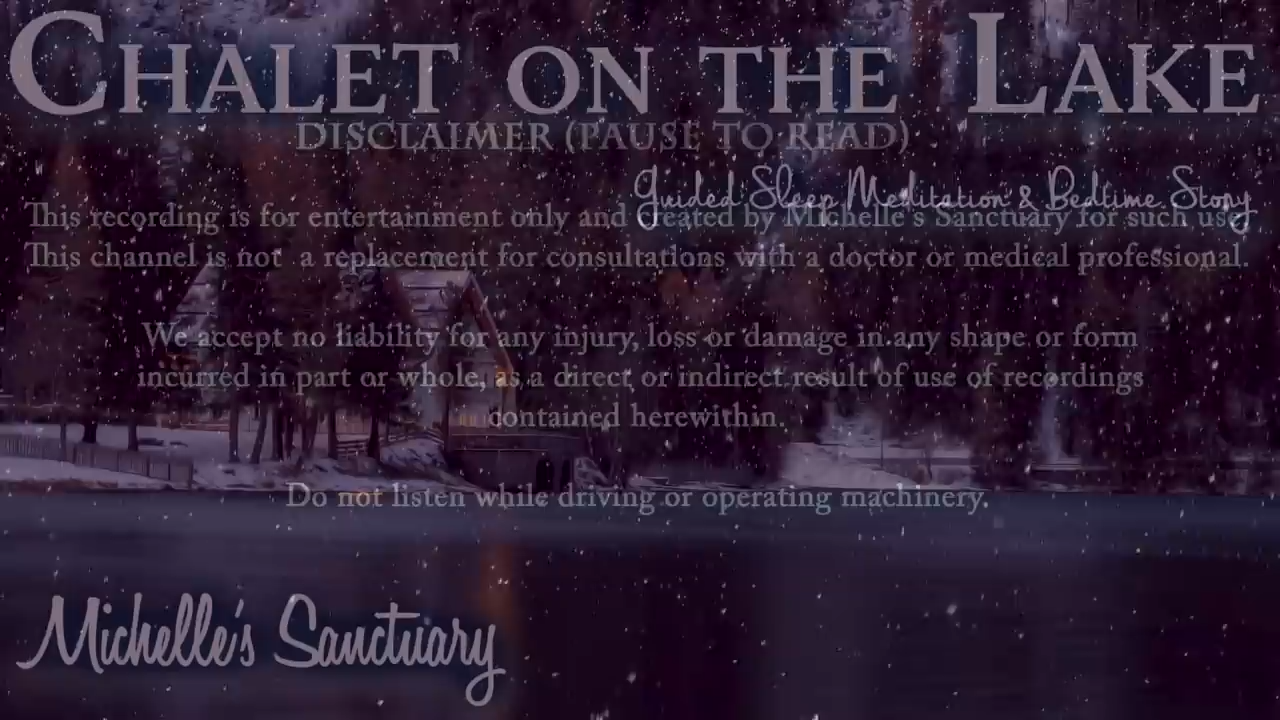 Chalet on the Lake
DISCLAIMER (PAUSE TO READ)
Guided Sleep Meditation & Bedtime Story
This recording is for entertainment only and created by Michelle's Sanctuary for such use.
This channel is not a replacement for consultations with a doctor or medical professional.
We accept no liability for any injury, loss or damage in any shape or form
incurred in part or whole, as a direct or indirect result of use of recordings
contained herewithin.
Do not listen while driving or operating machinery.
Michelle's Sanctuary